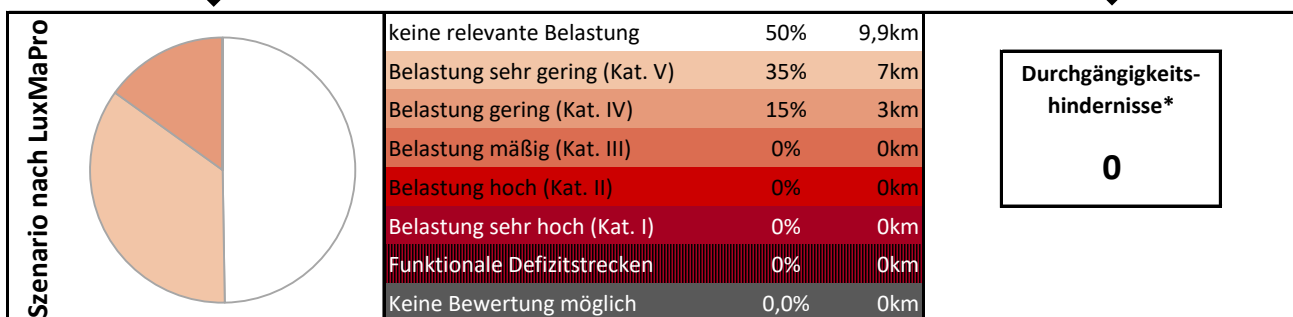 Szenario nach LuxMaPro
keine relevante Belastung 50% 9,9km
Belastung sehr gering (Kat. V) 35% 7km
Belastung gering (Kat. IV) 15% 3km
Belastung mäßig (Kat. III) 0% 0km
Belastung hoch (Kat. II) 0% 0km
Belastung sehr hoch (Kat. I) 0% 0km
Funktionale Defizitstrecken 0% 0km
Keine Bewertung möglich 0,0% 0km
Durchgängigkeits-
hindernisse*
0